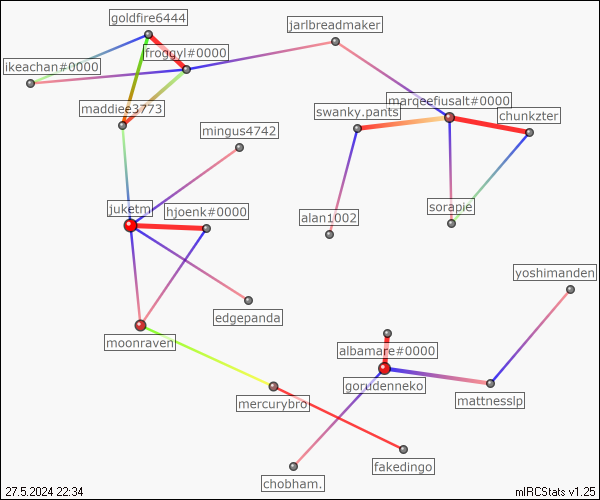 goldfire6444
jarlbreadmaker
froggyl#0000
ikeachan#0000
marqeefiusalt#0000
maddiee3773
swanky.pants
chunkzter
mingus4742
juketm
hjoenk#0000
alan1002
sorapie
yoshimanden
edgepanda
moonraven
albamare#0000
gorudenneko
mattnesslp
mercurybro
fakedingo
chobham.
27.5.2024 22:34
mIRCStats v1.25